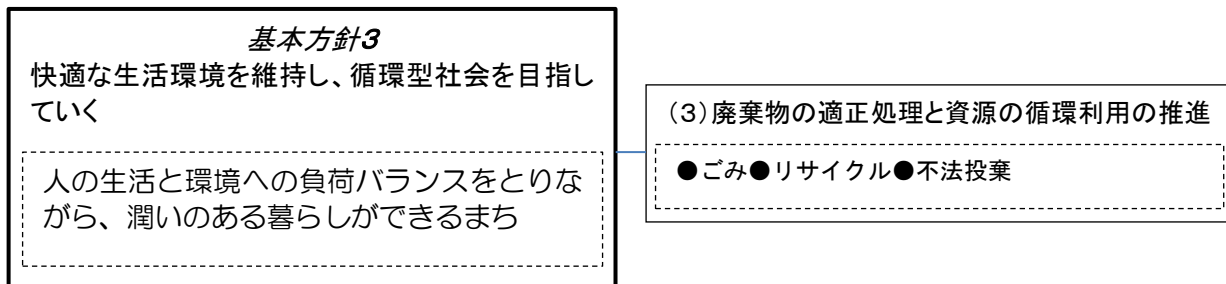 基本方針3
快適な生活環境を維持し、循環型社会を目指し
ていく
人の生活と環境への負荷バランスをとりな
がら、潤いのある暮らしができるまち
（3）廃棄物の適正処理と資源の循環利用の推進
●ごみ●リサイクル●不法投棄